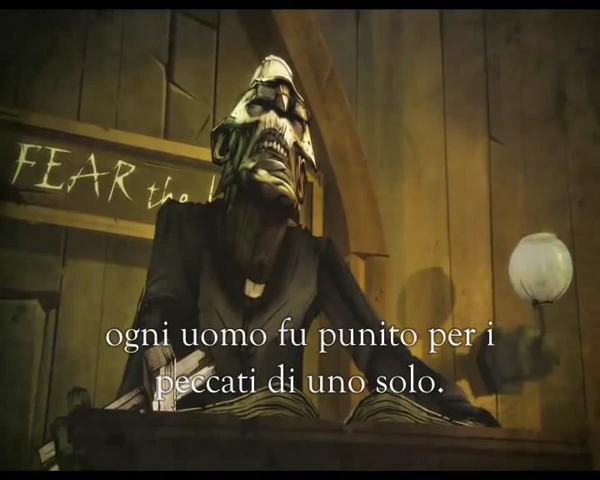 FEAR the
ogni uomo fu punito per i
peccati di uno solo.